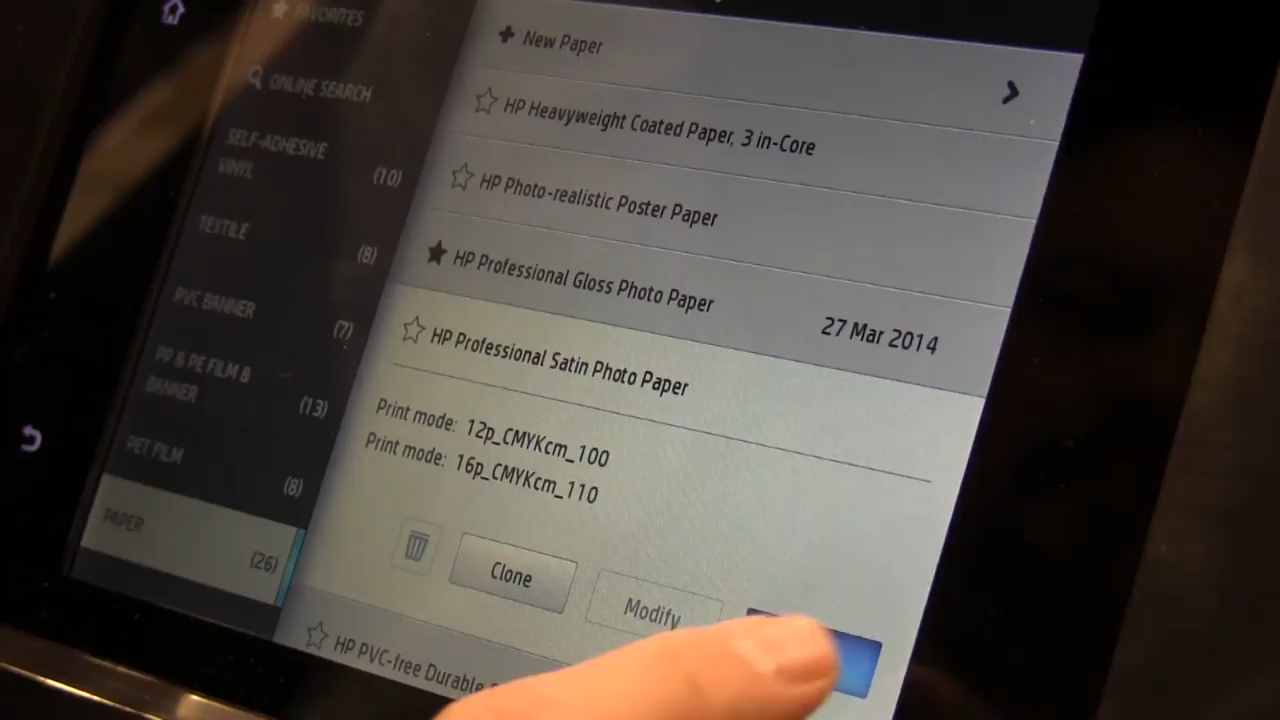 FAVORITES
ONLINE SEARCH
SELF-ADHESIVE
VINYL
(10)
TEXTILE
(8)
PVC BANNER
(7)
PP & PE FILM &
BANNER
(13)
PET FILM
(8)
PAPER
(26)
New Paper
HP Heavyweight Coated Paper, 3 in-Core
HP Photo-realistic Poster Paper
HP Professional Gloss Photo Paper
27 Mar 2014
HP Professional Satin Photo Paper
Print mode: 12p_CMYKcm_100
Print mode: 16p_CMYKcm_110
Clone
Modify
HP PVC-free Durable